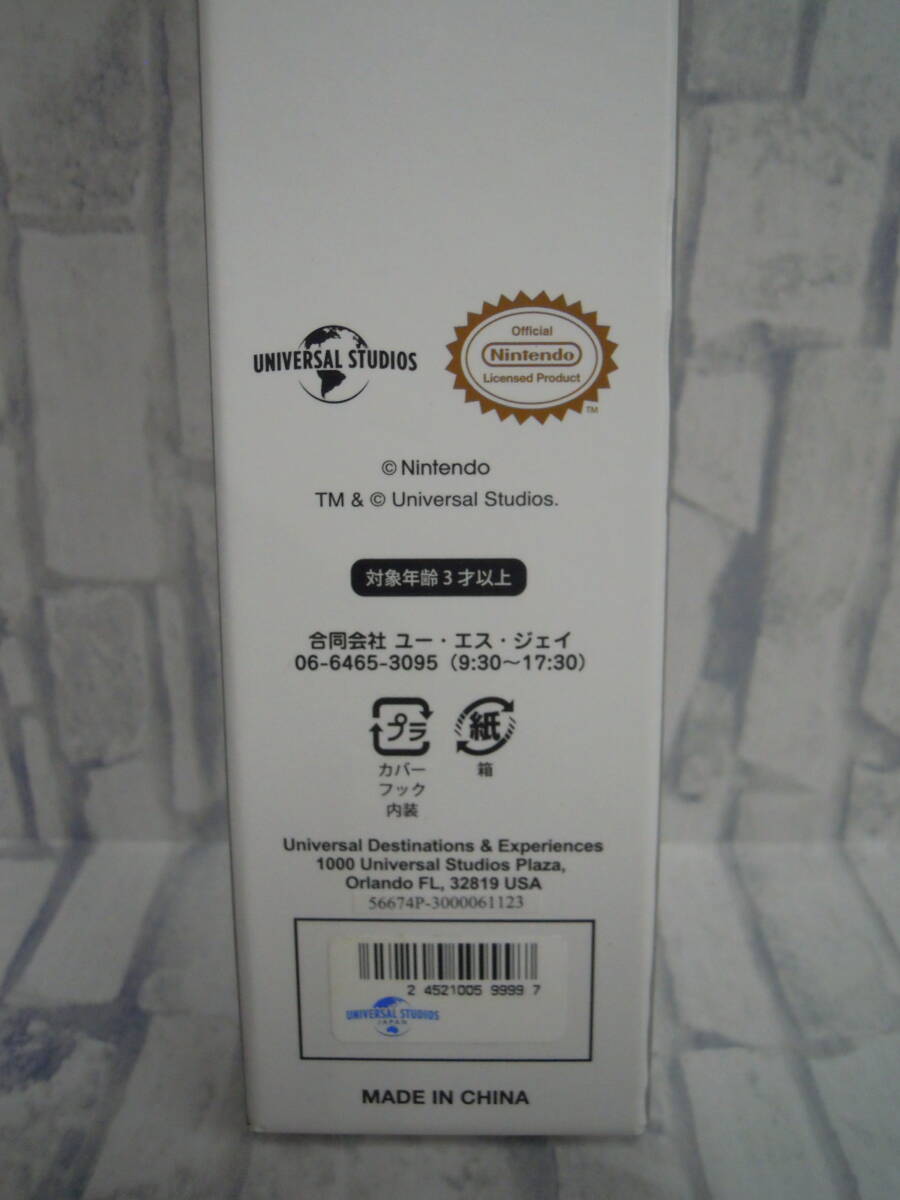 UNIVERSAL STUDIOS
Official
Nintendo
Licensed Product
TM
© Nintendo
TM & © Universal Studios.
対象年齢3才以上
合同会社 ユー・エス・ジェイ
06-6465-3095（9:30〜17:30）
プラ
紙
カバー
フック
内装
箱
Universal Destinations & Experiences
1000 Universal Studios Plaza,
Orlando FL, 32819 USA
56674P-3000061123
2 4521005 9999 7
UNIVERSAL STUDIOS
JAPAN
MADE IN CHINA